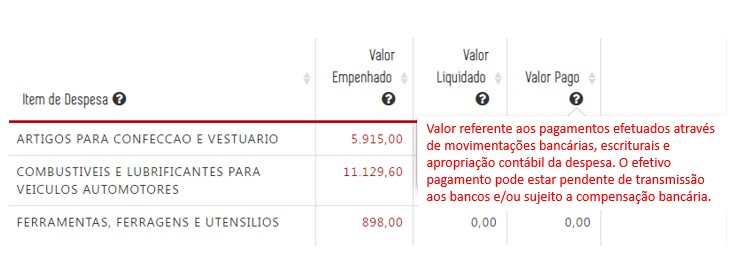 Item de Despesa ?
Valor Empenhado ?
Valor Liquidado ?
Valor Pago ?
ARTIGOS PARA CONFECCAO E VESTUARIO 5.915,00
COMBUSTIVEIS E LUBRIFICANTES PARA VEICULOS AUTOMOTORES 11.129,60
FERRAMENTAS, FERRAGENS E UTENSILIOS 898,00 0,00 0,00
Valor referente aos pagamentos efetuados através
de movimentações bancárias, escriturais e
apropriação contábil da despesa. O efetivo
pagamento pode estar pendente de transmissão
aos bancos e/ou sujeito a compensação bancária.